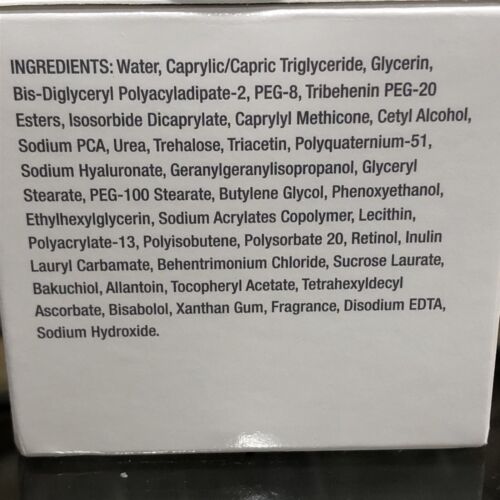 INGREDIENTS: Water, Caprylic/Capric Triglyceride, Glycerin,
Bis-Diglyceryl Polyacyladipate-2, PEG-8, Tribehenin PEG-20
Esters, Isosorbide Dicaprylate, Caprylyl Methicone, Cetyl Alcohol,
Sodium PCA, Urea, Trehalose, Triacetin, Polyquaternium-51,
Sodium Hyaluronate, Geranylgeranylisopropanol, Glyceryl
Stearate, PEG-100 Stearate, Butylene Glycol, Phenoxyethanol,
Ethylhexylglycerin, Sodium Acrylates Copolymer, Lecithin,
Polyacrylate-13, Polyisobutene, Polysorbate 20, Retinol, Inulin
Lauryl Carbamate, Behentrimonium Chloride, Sucrose Laurate,
Bakuchiol, Allantoin, Tocopheryl Acetate, Tetrahexyldecyl
Ascorbate, Bisabolol, Xanthan Gum, Fragrance, Disodium EDTA,
Sodium Hydroxide.